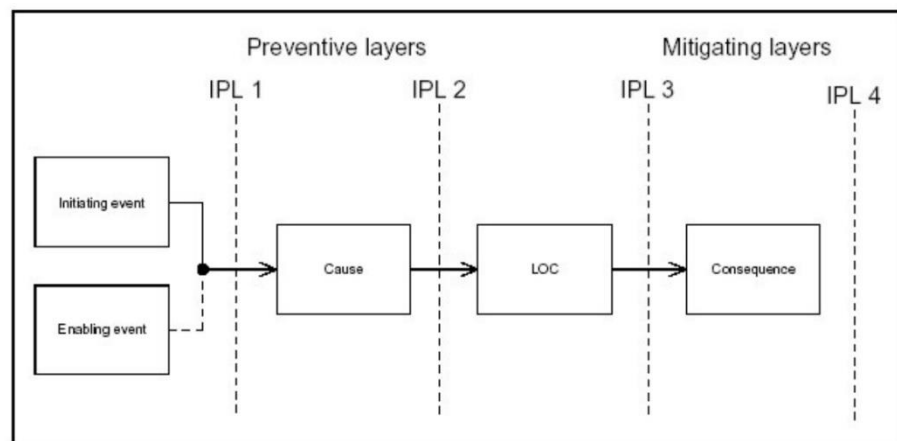 Preventive layers
Mitigating layers
IPL 1
IPL 2
IPL 3
IPL 4
Initiating event
Cause
LOC
Consequence
Enabling event